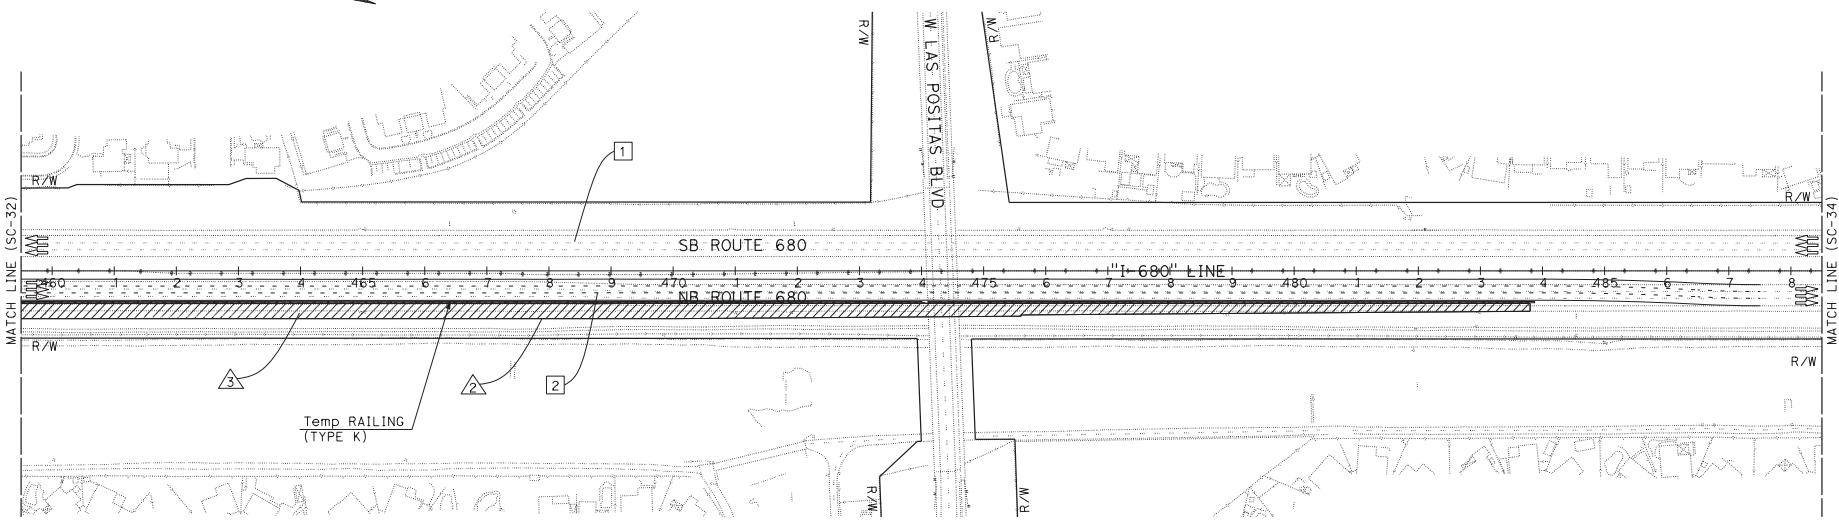 R/W
R/W
W LAS POSITAS BLVD
1
R/W
R/W
MATCH LINE (SC-32)
MATCH LINE (SC-34)
SB ROUTE 680
"I-680" LINE
460 1 2 3 4 465 6 7 8 9 470 1 2 3 4 475 6 7 8 9 480 1 2 3 4 485 6 7 8
NB ROUTE 680
R/W
R/W
3
2
2
Temp RAILING
(TYPE K)
R/W
R/W